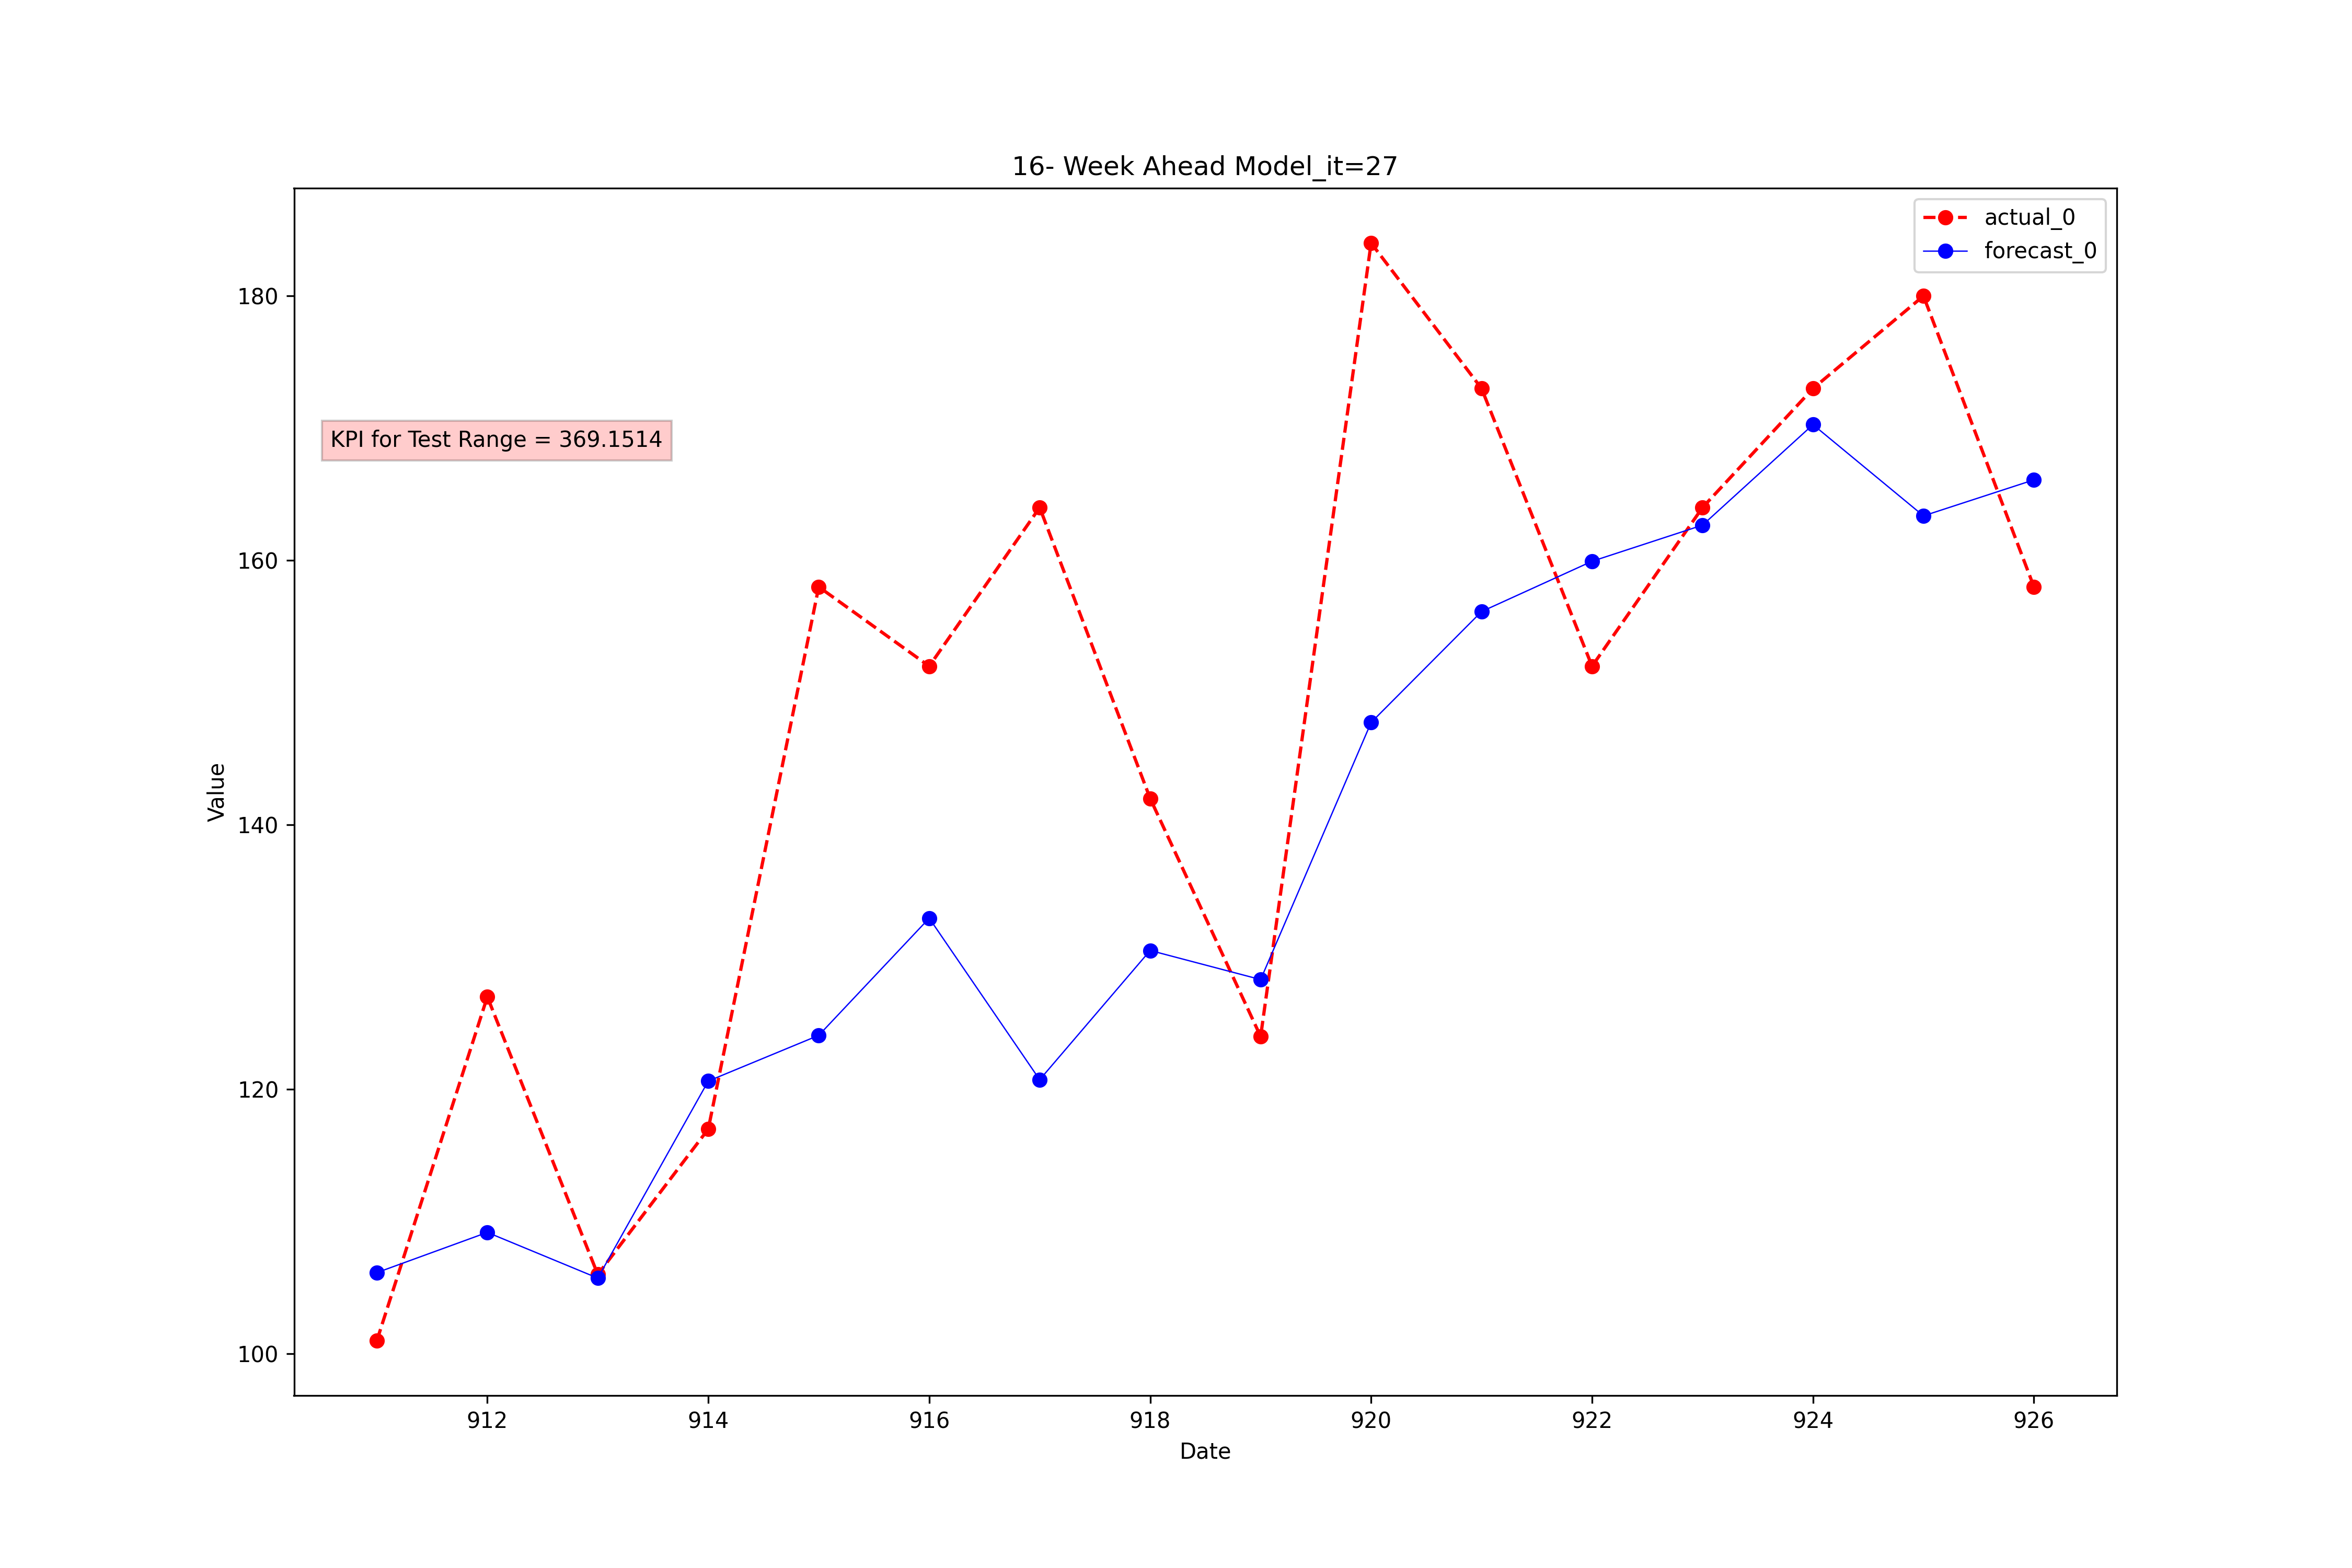 16- Week Ahead Model_it=27
actual_0
forecast_0
KPI for Test Range = 369.1514
Value
180
160
140
120
100
912 914 916 918 920 922 924 926
Date